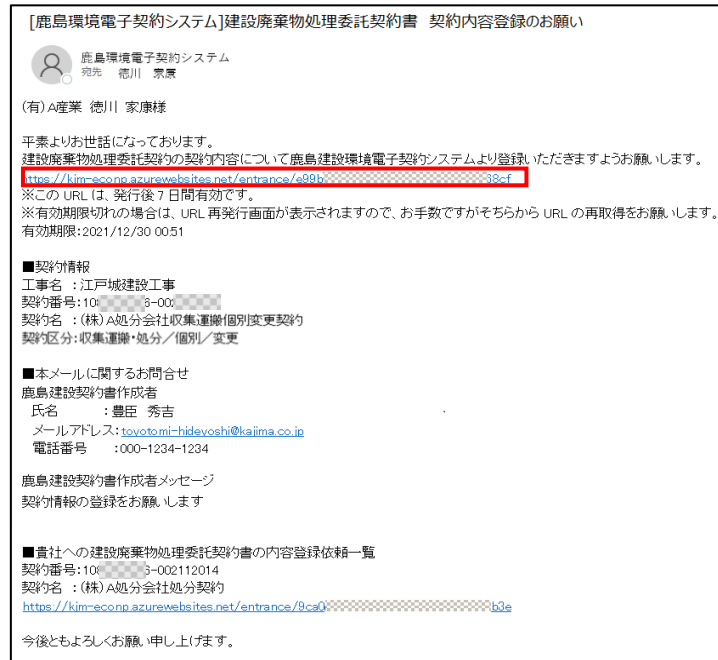 [鹿島環境電子契約システム]建設廃棄物処理委託契約書 契約内容登録のお願い
鹿島環境電子契約システム
宛先 徳川 家康
(有)A産業 徳川 家康様
平素よりお世話になっております。
建設廃棄物処理委託契約の契約内容について鹿島建設環境電子契約システムより登録いただきますようお願いします。
https://kim-econp.azurewebsites.net/entrance/e99b 68cf
※この URL は、発行後 7 日間有効です。
※有効期限切れの場合は、URL 再発行画面が表示されますので、お手数ですがそちらから URL の再取得をお願いします。
有効期限:2021/12/30 00:51
■契約情報
工事名 :江戸城建設工事
契約番号:10 6-00
契約名 :(株)A処分会社収集運搬個別変更契約
契約区分:収集運搬・処分/個別/変更
■本メールに関するお問合せ
鹿島建設契約書作成者
氏名 :豊臣 秀吉
メールアドレス:toyotomi-hideyoshi@kajima.co.jp
電話番号 :000-1234-1234
鹿島建設契約書作成者メッセージ
契約情報の登録をお願いします
■貴社への建設廃棄物処理委託契約書の内容登録依頼一覧
契約番号:10 6-002112014
契約名 :(株)A処分会社処分契約
https://kim-econp.azurewebsites.net/entrance/9ca0 b3e
今後ともよろしくお願い申し上げます。